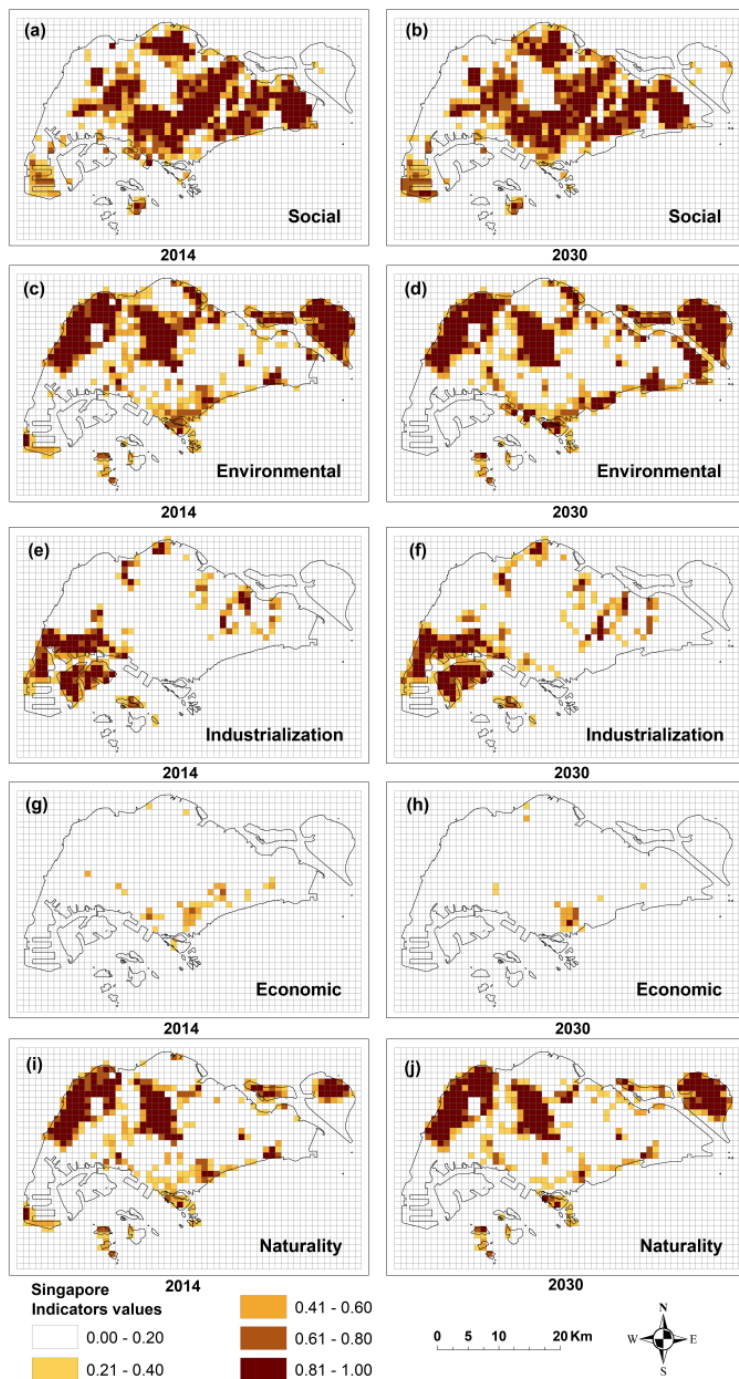 (a)
Social
2014
(b)
Social
2030
(c)
Environmental
2014
(d)
Environmental
2030
(e)
Industrialization
2014
(f)
Industrialization
2030
(g)
Economic
2014
(h)
Economic
2030
(i)
Naturality
2014
(j)
Naturality
2030
Singapore
Indicators values
0.00 - 0.20
0.21 - 0.40
0.41 - 0.60
0.61 - 0.80
0.81 - 1.00
0 5 10 20 Km
N
W E
S